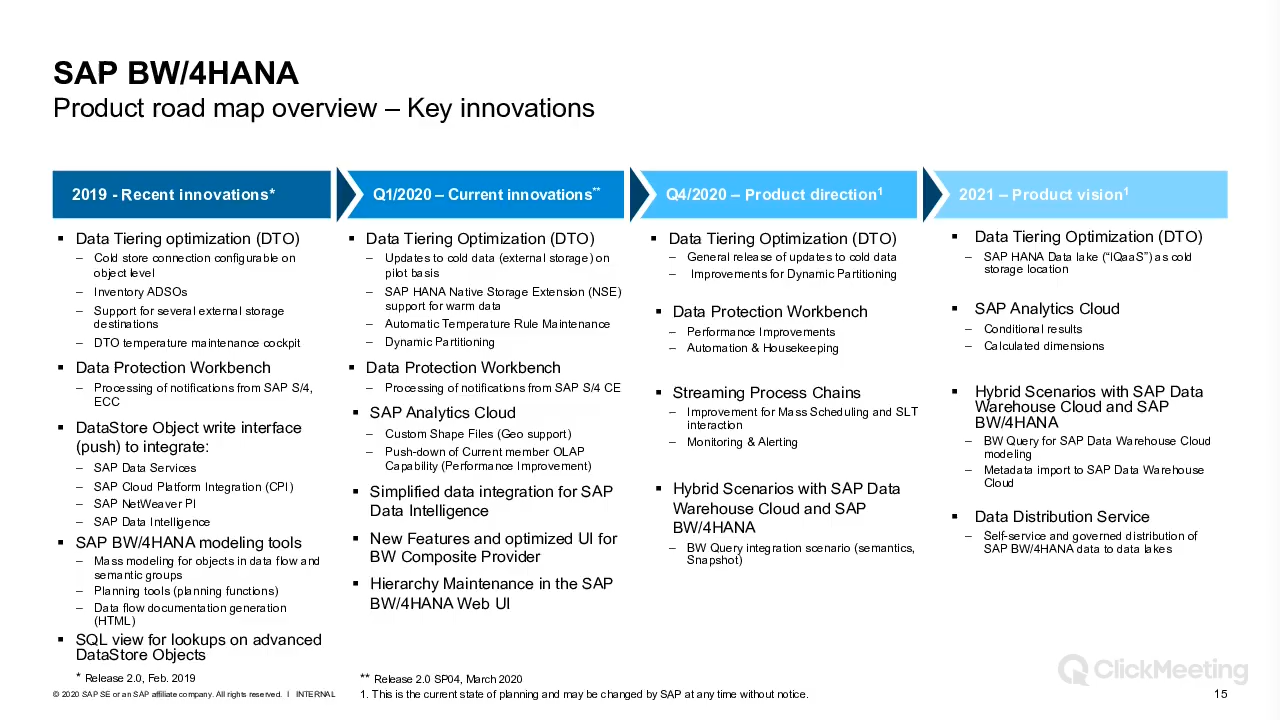 SAP BW/4HANA
Product road map overview – Key innovations
2019 - Recent innovations*
▪ Data Tiering optimization (DTO)
– Cold store connection configurable on
object level
– Inventory ADSOs
– Support for several external storage
destinations
– DTO temperature maintenance cockpit
▪ Data Protection Workbench
– Processing of notifications from SAP S/4,
ECC
▪ DataStore Object write interface
(push) to integrate:
– SAP Data Services
– SAP Cloud Platform Integration (CPI)
– SAP NetWeaver PI
– SAP Data Intelligence
▪ SAP BW/4HANA modeling tools
– Mass modeling for objects in data flow and
semantic groups
– Planning tools (planning functions)
– Data flow documentation generation
(HTML)
▪ SQL view for lookups on advanced
DataStore Objects
* Release 2.0, Feb. 2019
Q1/2020 – Current innovations**
▪ Data Tiering Optimization (DTO)
– Updates to cold data (external storage) on
pilot basis
– SAP HANA Native Storage Extension (NSE)
support for warm data
– Automatic Temperature Rule Maintenance
– Dynamic Partitioning
▪ Data Protection Workbench
– Processing of notifications from SAP S/4 CE
▪ SAP Analytics Cloud
– Custom Shape Files (Geo support)
– Push-down of Current member OLAP
Capability (Performance Improvement)
▪ Simplified data integration for SAP
Data Intelligence
▪ New Features and optimized UI for
BW Composite Provider
▪ Hierarchy Maintenance in the SAP
BW/4HANA Web UI
** Release 2.0 SP04, March 2020
Q4/2020 – Product direction1
▪ Data Tiering Optimization (DTO)
– General release of updates to cold data
– Improvements for Dynamic Partitioning
▪ Data Protection Workbench
– Performance Improvements
– Automation & Housekeeping
▪ Streaming Process Chains
– Improvement for Mass Scheduling and SLT
interaction
– Monitoring & Alerting
▪ Hybrid Scenarios with SAP Data
Warehouse Cloud and SAP
BW/4HANA
– BW Query integration scenario (semantics,
Snapshot)
2021 – Product vision1
▪ Data Tiering Optimization (DTO)
– SAP HANA Data lake (“IQaaS”) as cold
storage location
▪ SAP Analytics Cloud
– Conditional results
– Calculated dimensions
▪ Hybrid Scenarios with SAP Data
Warehouse Cloud and SAP
BW/4HANA
– BW Query for SAP Data Warehouse Cloud
modeling
– Metadata import to SAP Data Warehouse
Cloud
▪ Data Distribution Service
– Self-service and governed distribution of
SAP BW/4HANA data to data lakes
ClickMeeting
© 2020 SAP SE or an SAP affiliate company. All rights reserved. I INTERNAL
1. This is the current state of planning and may be changed by SAP at any time without notice.
15